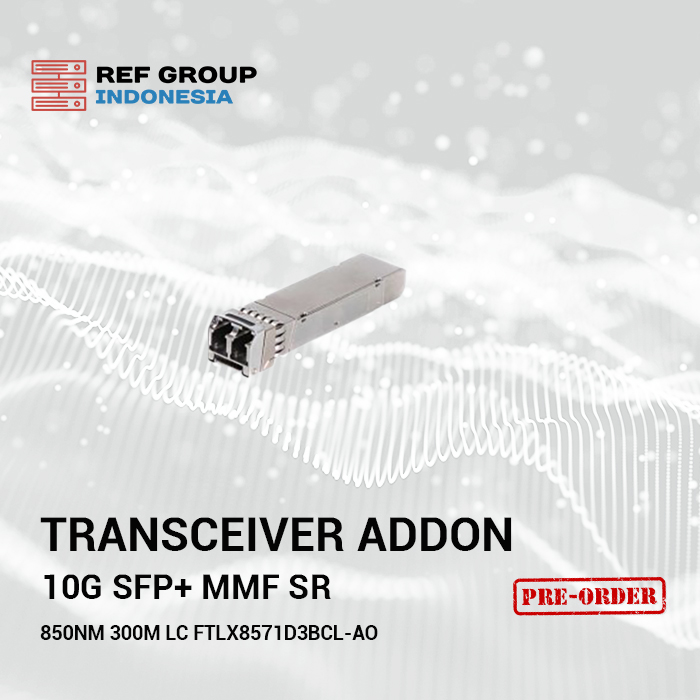 REF GROUP
INDONESIA
TRANSCEIVER ADDON
10G SFP+ MMF SR
PRE-ORDER
850NM 300M LC FTLX8571D3BCL-AO